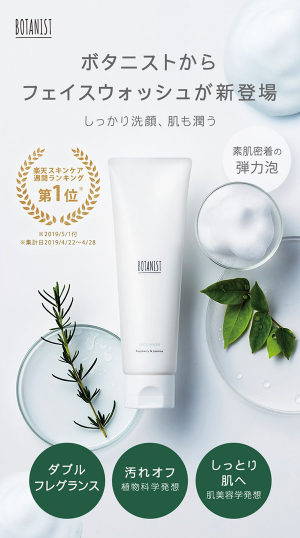 BOTANIST
ボタニストから
フェイスウォッシュが新登場
しっかり洗顔、肌も潤う
楽天スキンケア
週間ランキング
第1位※
※2019/5/1付
※集計日2019/4/22〜4/28
素肌密着の
弾力泡
BOTANIST
ダブル
フレグランス
汚れオフ
植物科学発想
しっとり
肌へ
肌美容学発想